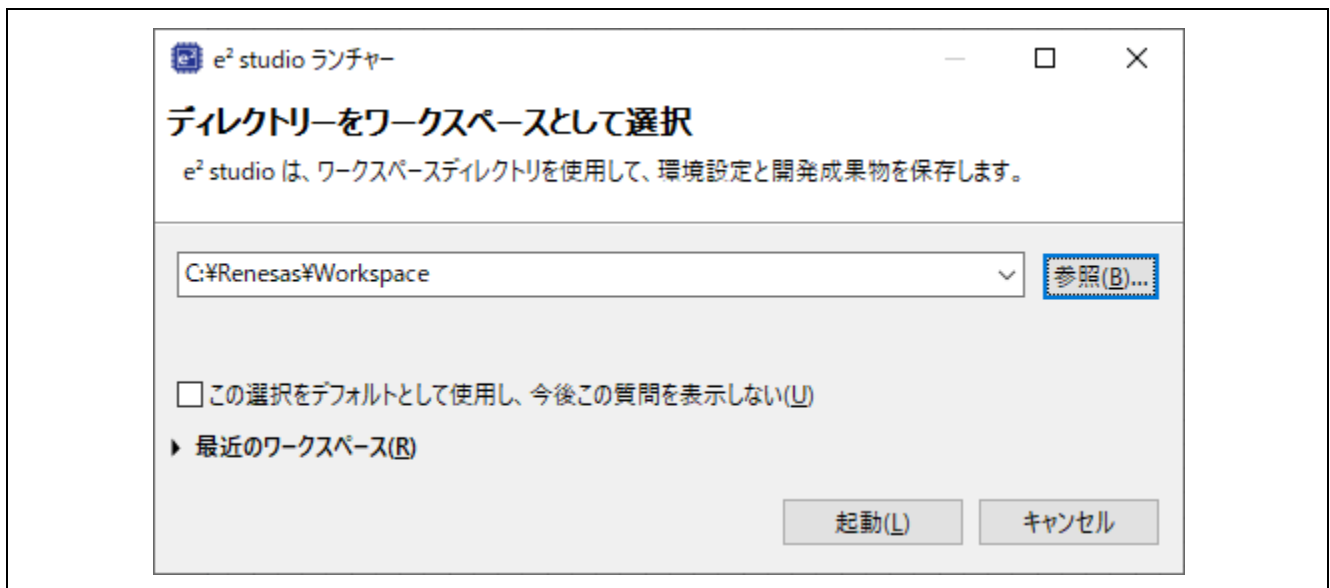 e² studio ランチャー
ディレクトリーをワークスペースとして選択
e² studio は、ワークスペースディレクトリを使用して、環境設定と開発成果物を保存します。
C:¥Renesas¥Workspace
参照(B)...
この選択をデフォルトとして使用し、今後この質問を表示しない(U)
最近のワークスペース(R)
起動(L) キャンセル